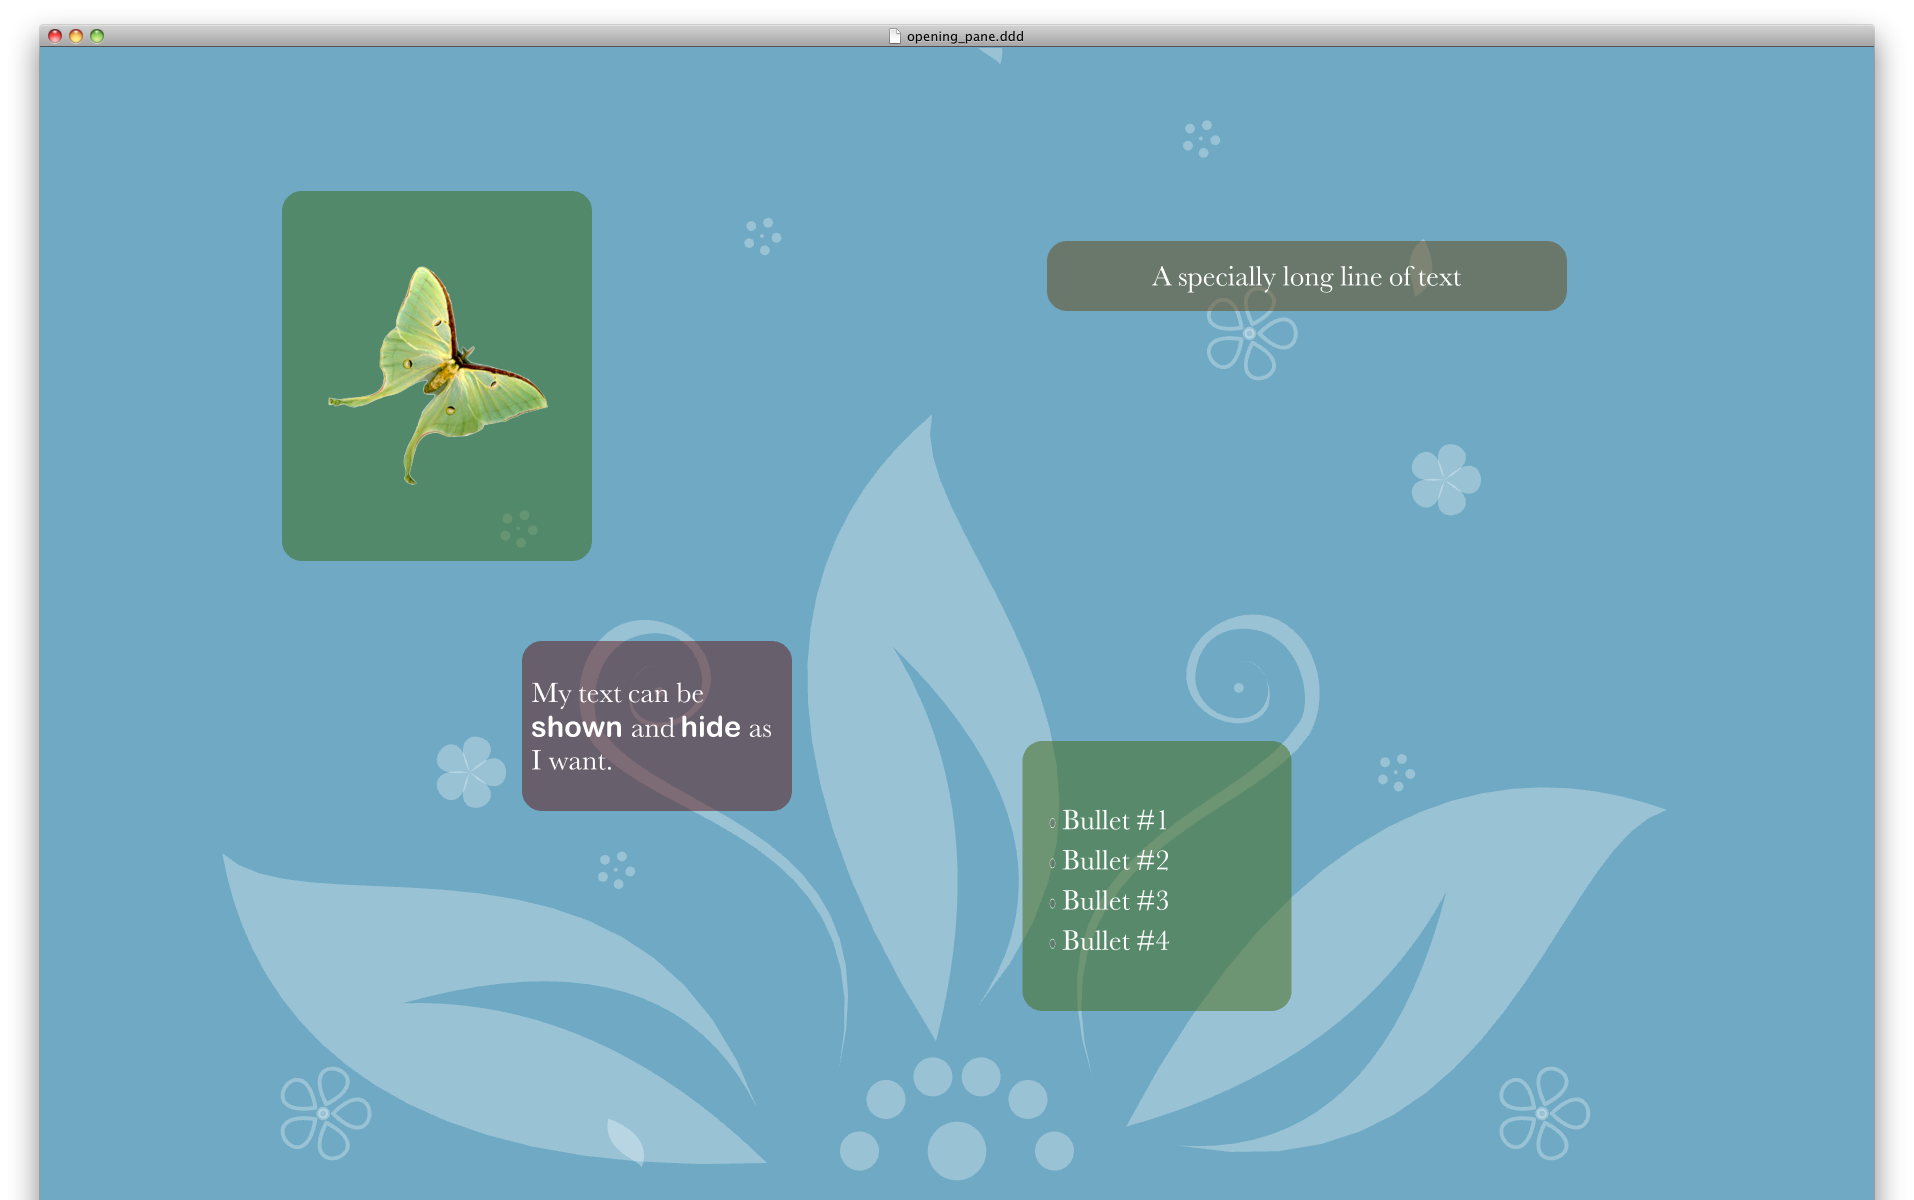 opening_pane.ddd
A specially long line of text
My text can be
shown and hide as
I want.
Bullet #1
Bullet #2
Bullet #3
Bullet #4